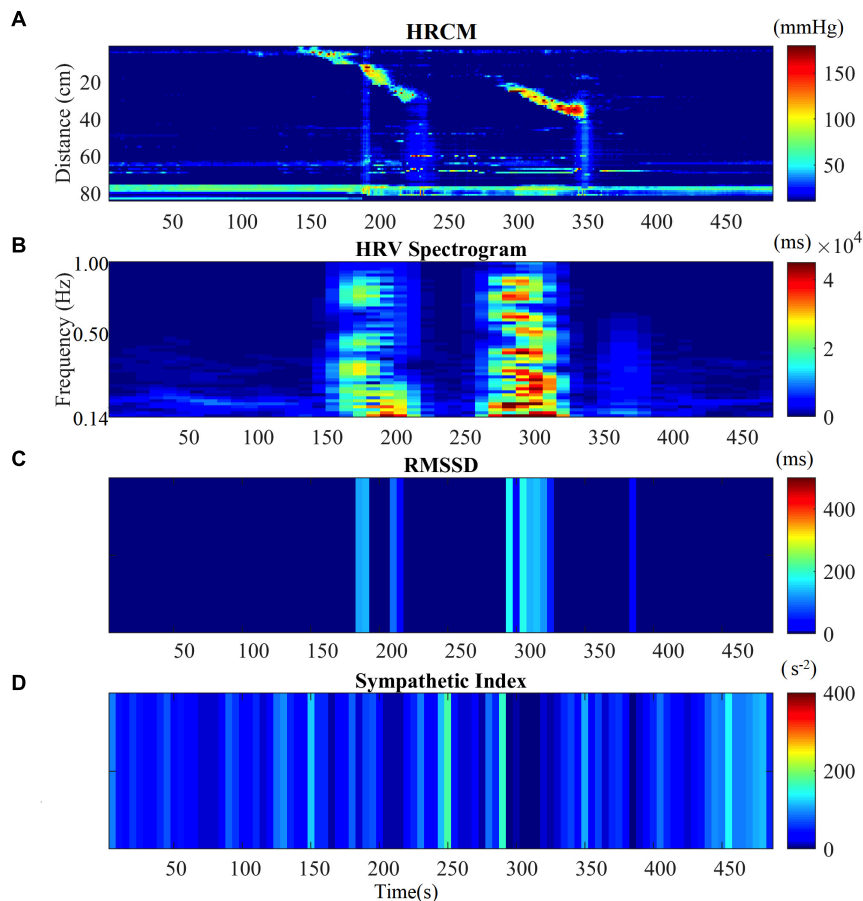 A
HRCM
(mmHg)
Distance (cm)
20
40
60
80
150
100
50
50 100 150 200 250 300 350 400 450
B
HRV Spectrogram
(ms) ×10⁴
Frequency (Hz)
1.00
0.50
0.14
4
2
0
50 100 150 200 250 300 350 400 450
C
RMSSD
(ms)
400
200
0
50 100 150 200 250 300 350 400 450
D
Sympathetic Index
( s⁻²)
400
200
0
50 100 150 200 250 300 350 400 450
Time(s)